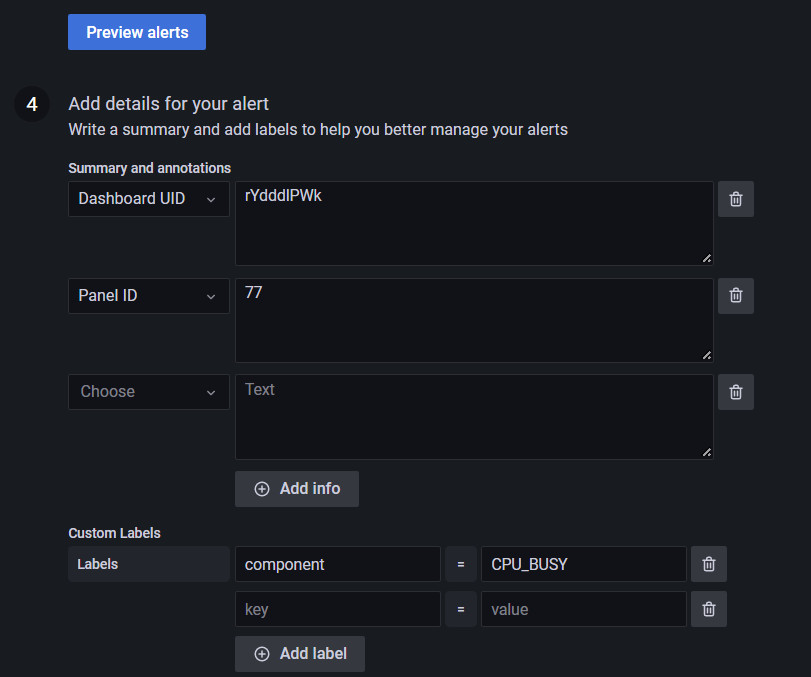 Preview alerts
4
Add details for your alert
Write a summary and add labels to help you better manage your alerts
Summary and annotations
Dashboard UID rYdddlPWk
Panel ID 77
Choose Text
Add info
Custom Labels
Labels component = CPU_BUSY
key = value
Add label